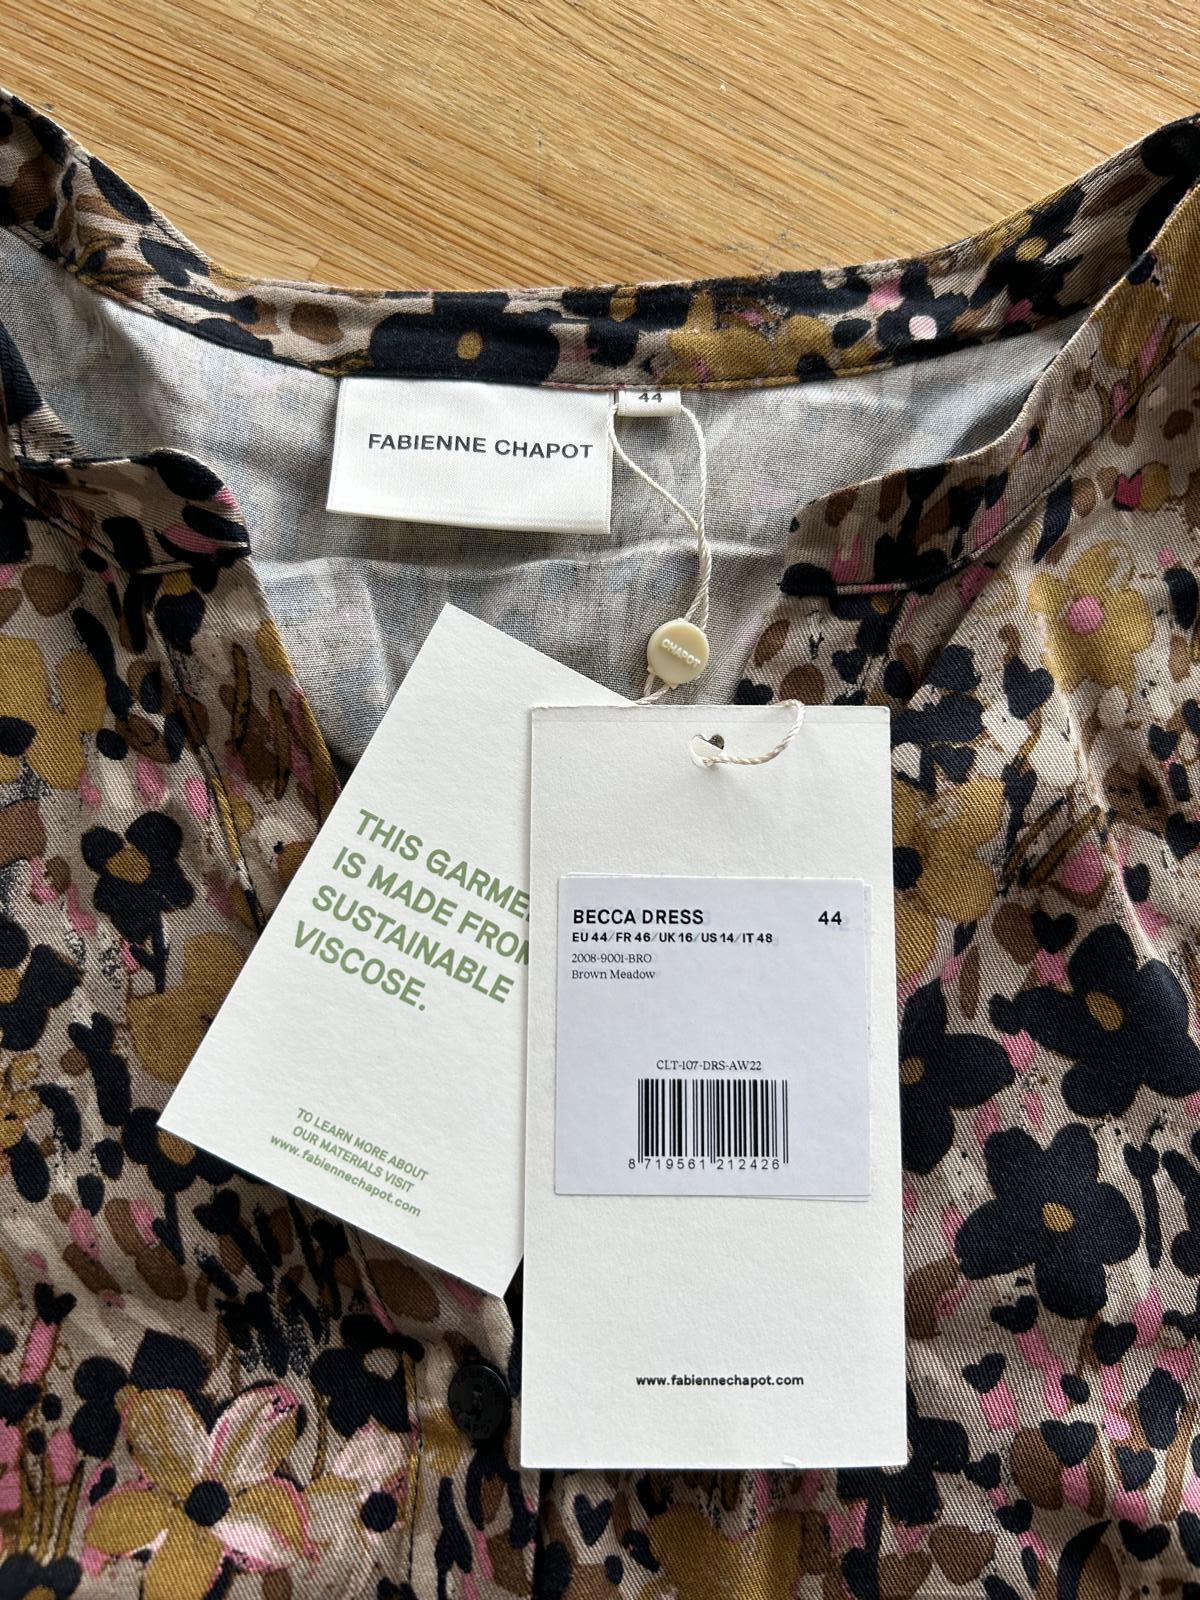 44
FABIENNE CHAPOT
CHAPOT
THIS GARME
IS MADE FROM
SUSTAINABLE
VISCOSE.
TO LEARN MORE ABOUT
OUR MATERIALS VISIT
www.fabiennechapot.com
BECCA DRESS 44
EU 44/FR 46/UK 16/US 14/IT 48
2008-9001-BRO
Brown Meadow
CLT-107-DRS-AW22
8 719561 212426
www.fabiennechapot.com